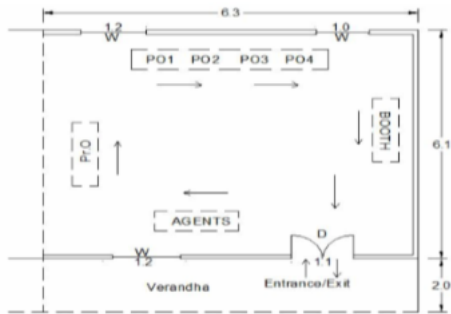 6.3
1.2
W
1.0
W
PO1 PO2 PO3 PO4
BOOTH
Pr.O
6.1
AGENTS
W
1.2
D
1.1
Verandha
Entrance/Exit
2.0